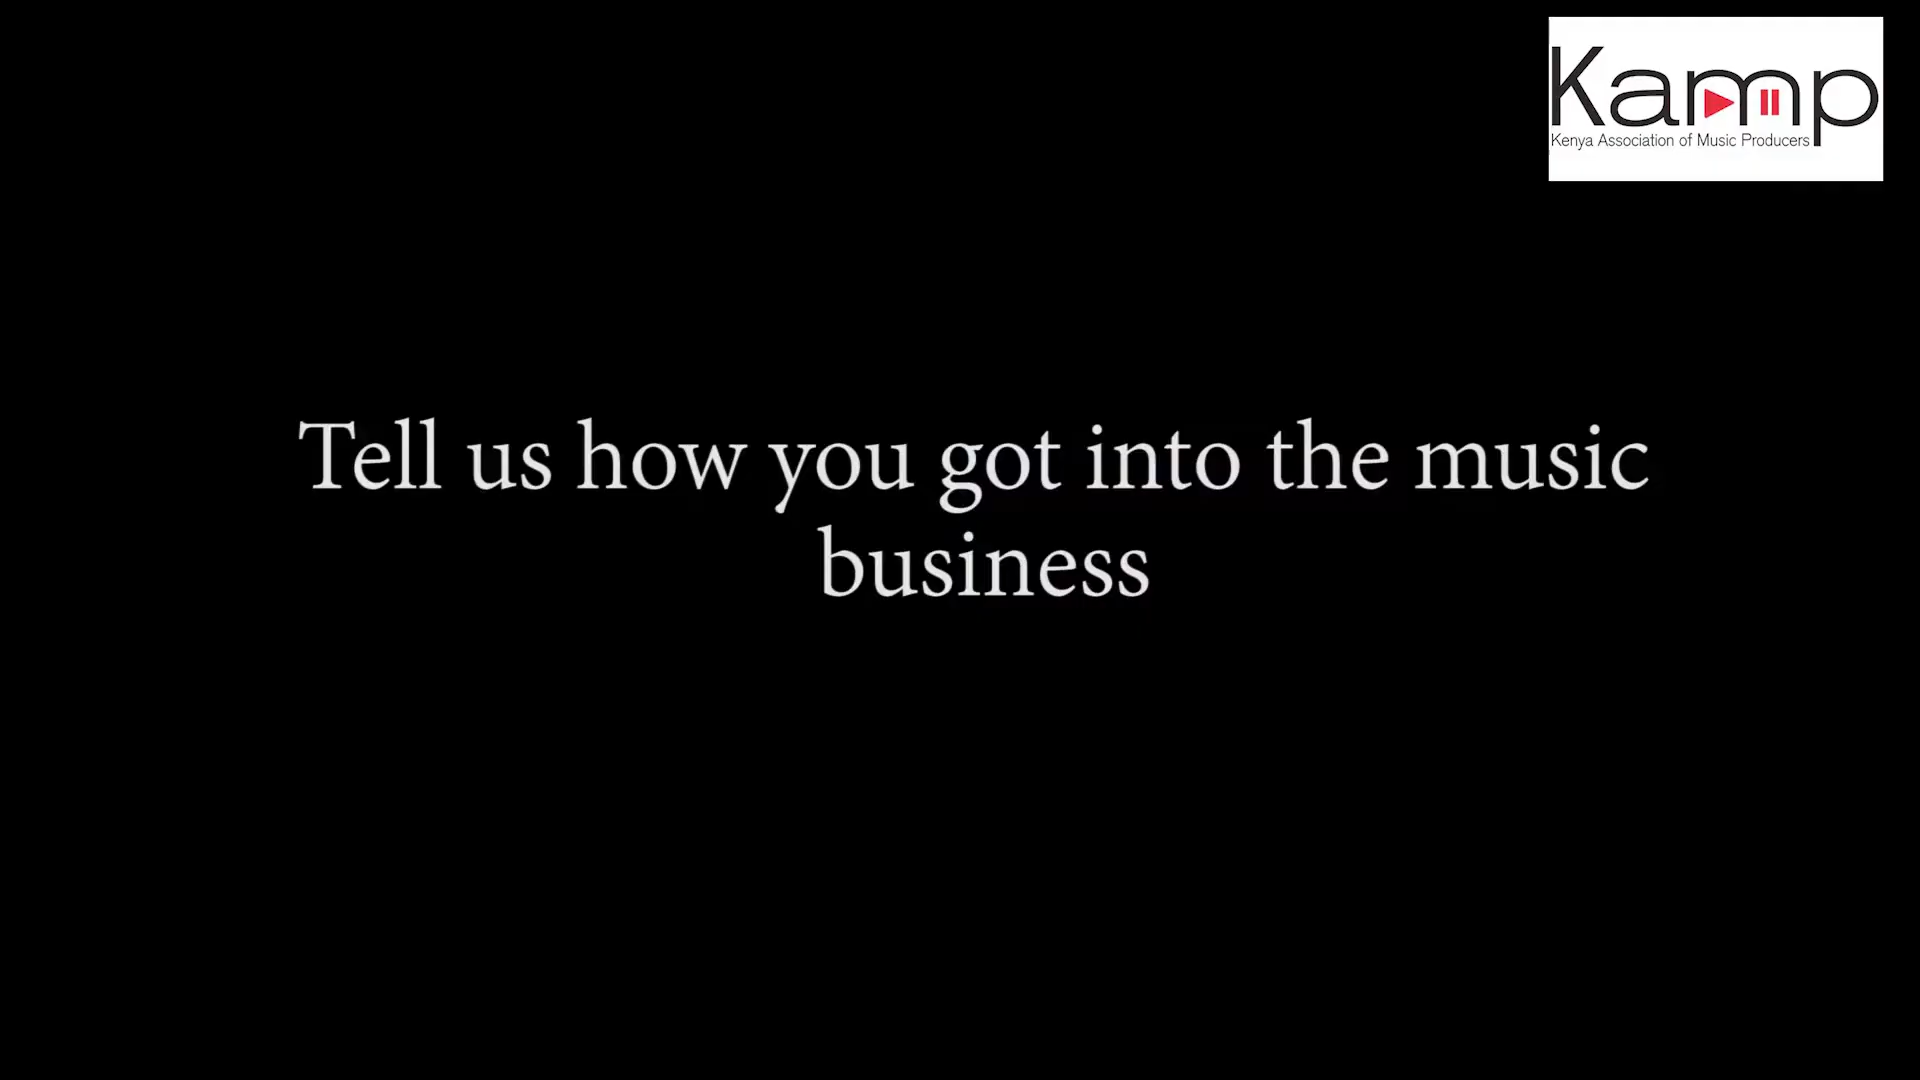 Kamp
Kenya Association of Music Producers
Tell us how you got into the music
business